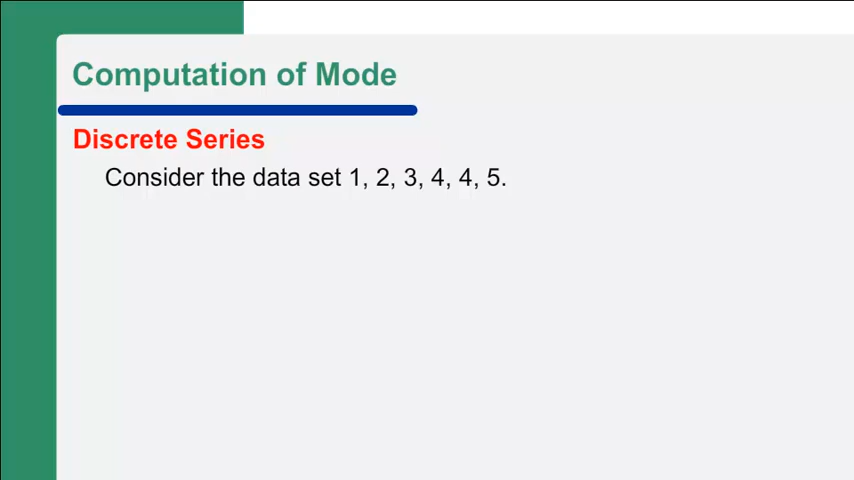 Computation of Mode
Discrete Series
Consider the data set 1, 2, 3, 4, 4, 5.